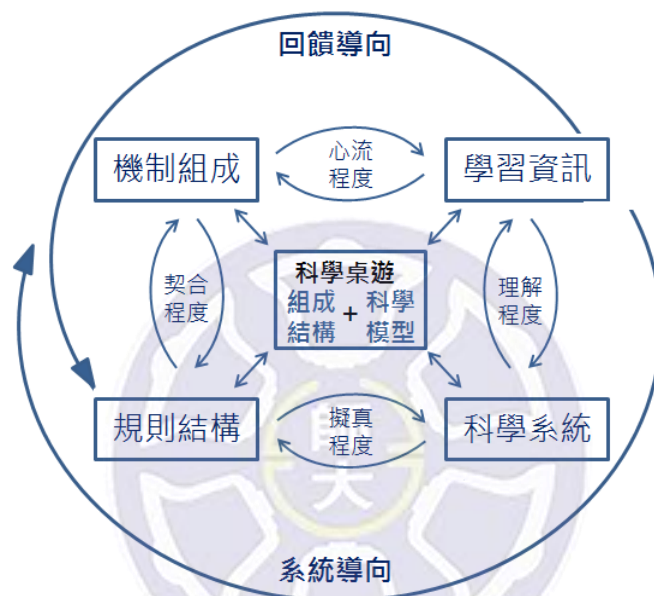 回饋導向
機制組成
心流
程度
學習資訊
契合
程度
科學桌遊
組成 + 科學
結構 模型
理解
程度
規則結構
擬真
程度
科學系統
師大
系統導向